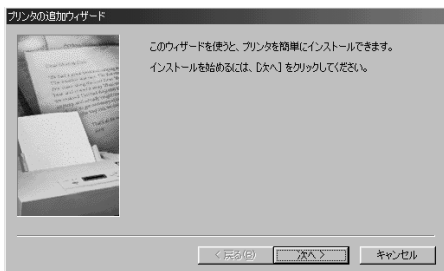 プリンタの追加ウィザード
このウィザードを使うと、プリンタを簡単にインストールできます。
インストールを始めるには、[次へ] をクリックしてください。
< 戻る(B)
次へ >
キャンセル